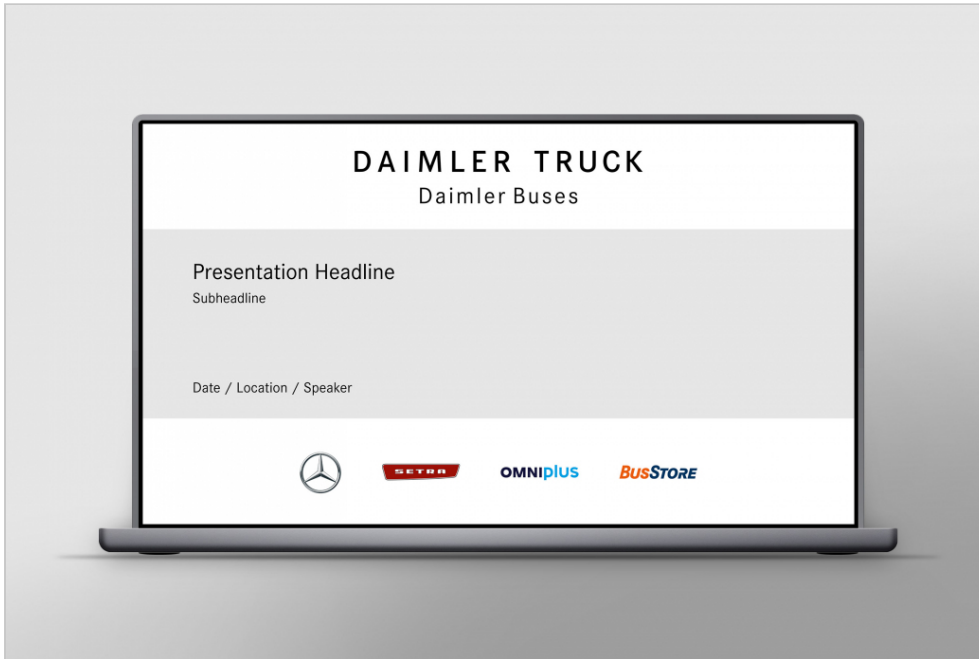 DAIMLER TRUCK
Daimler Buses
Presentation Headline
Subheadline
Date / Location / Speaker
SETRA
OMNIplus
BUSSTORE